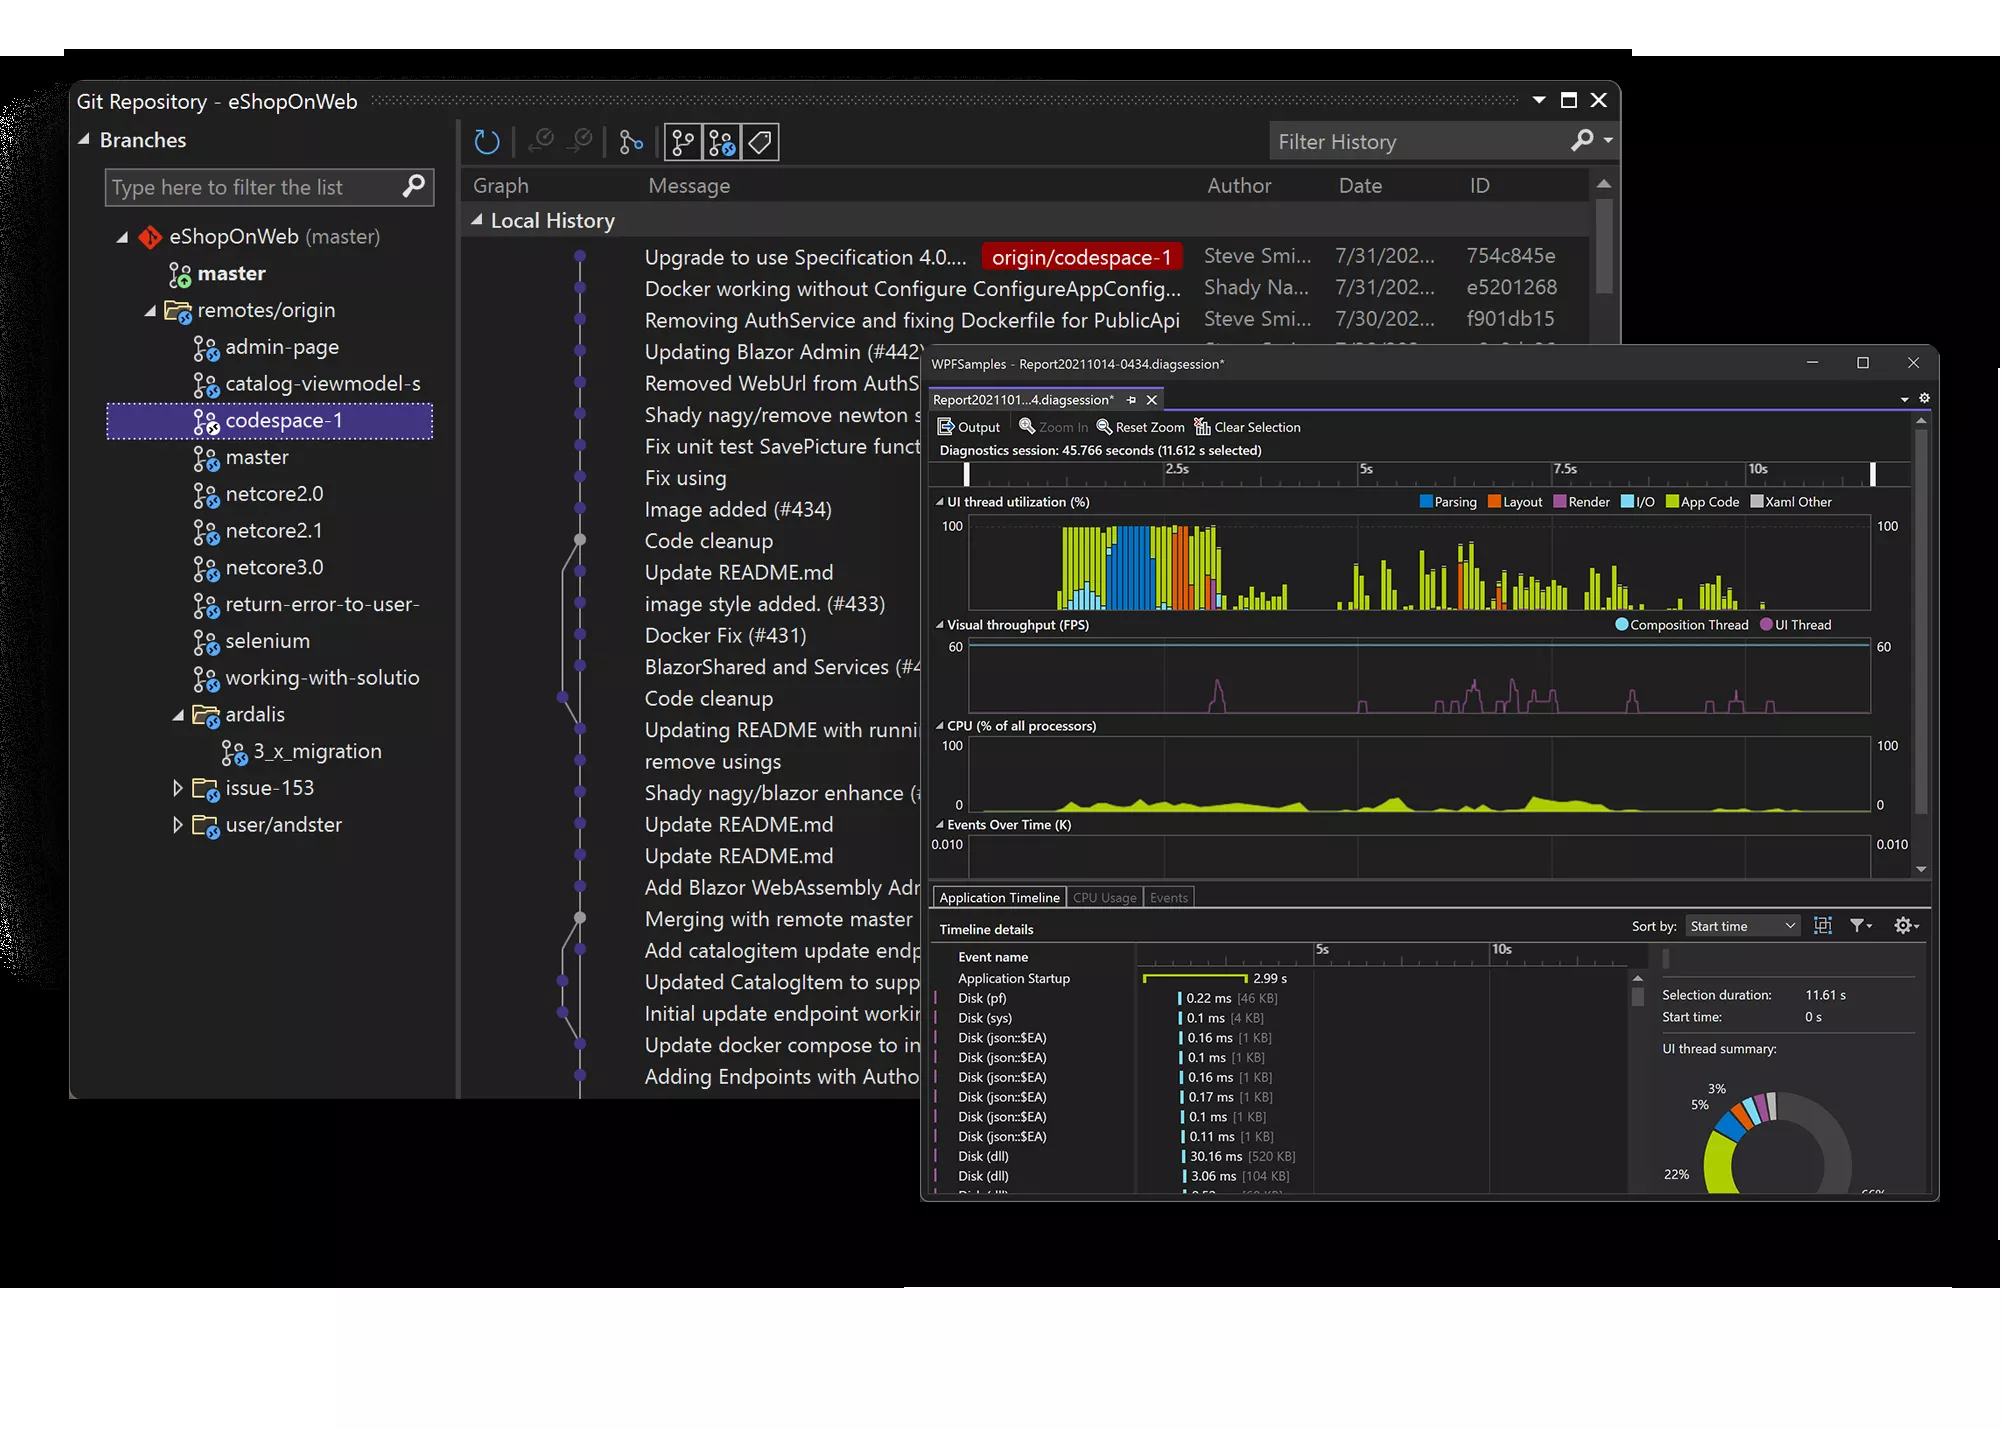 Git Repository - eShopOnWeb
Branches
Type here to filter the list
eShopOnWeb (master)
master
remotes/origin
admin-page
catalog-viewmodel-s
codespace-1
master
netcore2.0
netcore2.1
netcore3.0
return-error-to-user-
selenium
working-with-solutio
ardalis
3_x_migration
issue-153
user/andster
Filter History
Graph Message Author Date ID
Local History
Upgrade to use Specification 4.0.... origin/codespace-1 Steve Smi... 7/31/202... 754c845e
Docker working without Configure ConfigureAppConfig... Shady Na... 7/31/202... e5201268
Removing AuthService and fixing Dockerfile for PublicApi Steve Smi... 7/30/202... f901db15
Updating Blazor Admin (#442)
Removed WebUrl from AuthS
Shady nagy/remove newton s
Fix unit test SavePicture funct
Fix using
Image added (#434)
Code cleanup
Update README.md
image style added. (#433)
Docker Fix (#431)
BlazorShared and Services (#4
Code cleanup
Updating README with runni
remove usings
Shady nagy/blazor enhance (#
Update README.md
Update README.md
Add Blazor WebAssembly Adr
Merging with remote master
Add catalogitem update endp
Updated CatalogItem to supp
Initial update endpoint workin
Update docker compose to in
Adding Endpoints with Autho
WPFSamples - Report20211014-0434.diagsession*
Report2021101...4.diagsession*
Output Zoom In Reset Zoom Clear Selection
Diagnostics session: 45.766 seconds (11.612 s selected)
2.5s 5s 7.5s 10s
UI thread utilization (%) Parsing Layout Render I/O App Code Xaml Other
100 100
Visual throughput (FPS) Composition Thread UI Thread
60 60
CPU (% of all processors)
100 100
0 0
Events Over Time (K)
0.010 0.010
Application Timeline CPU Usage Events
Timeline details Sort by: Start time
5s 10s
Event name
Application Startup 2.99 s
Disk (pf) 0.22 ms [46 KB]
Disk (sys) 0.1 ms [4 KB]
Disk (json::$EA) 0.16 ms [1 KB]
Disk (json::$EA) 0.1 ms [1 KB]
Disk (json::$EA) 0.16 ms [1 KB]
Disk (json::$EA) 0.17 ms [1 KB]
Disk (json::$EA) 0.1 ms [1 KB]
Disk (json::$EA) 0.11 ms [1 KB]
Disk (dll) 30.16 ms [520 KB]
Disk (dll) 3.06 ms [104 KB]
Selection duration: 11.61 s
Start time: 0 s
UI thread summary:
3%
5%
22%